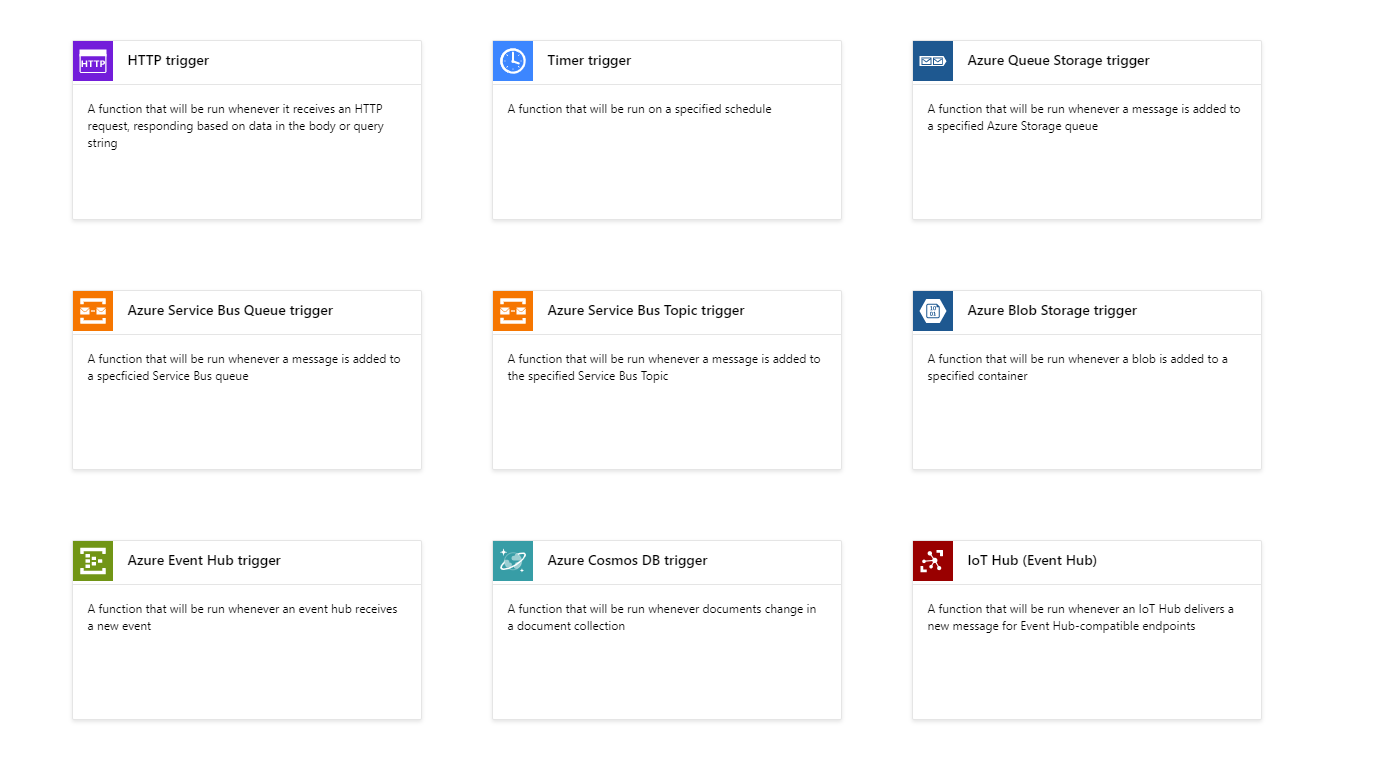 HTTP
HTTP trigger
A function that will be run whenever it receives an HTTP
request, responding based on data in the body or query
string
Timer trigger
A function that will be run on a specified schedule
Azure Queue Storage trigger
A function that will be run whenever a message is added to
a specified Azure Storage queue
Azure Service Bus Queue trigger
A function that will be run whenever a message is added to
a specficied Service Bus queue
Azure Service Bus Topic trigger
A function that will be run whenever a message is added to
the specified Service Bus Topic
10
01
Azure Blob Storage trigger
A function that will be run whenever a blob is added to a
specified container
Azure Event Hub trigger
A function that will be run whenever an event hub receives
a new event
Azure Cosmos DB trigger
A function that will be run whenever documents change in
a document collection
IoT Hub (Event Hub)
A function that will be run whenever an IoT Hub delivers a
new message for Event Hub-compatible endpoints